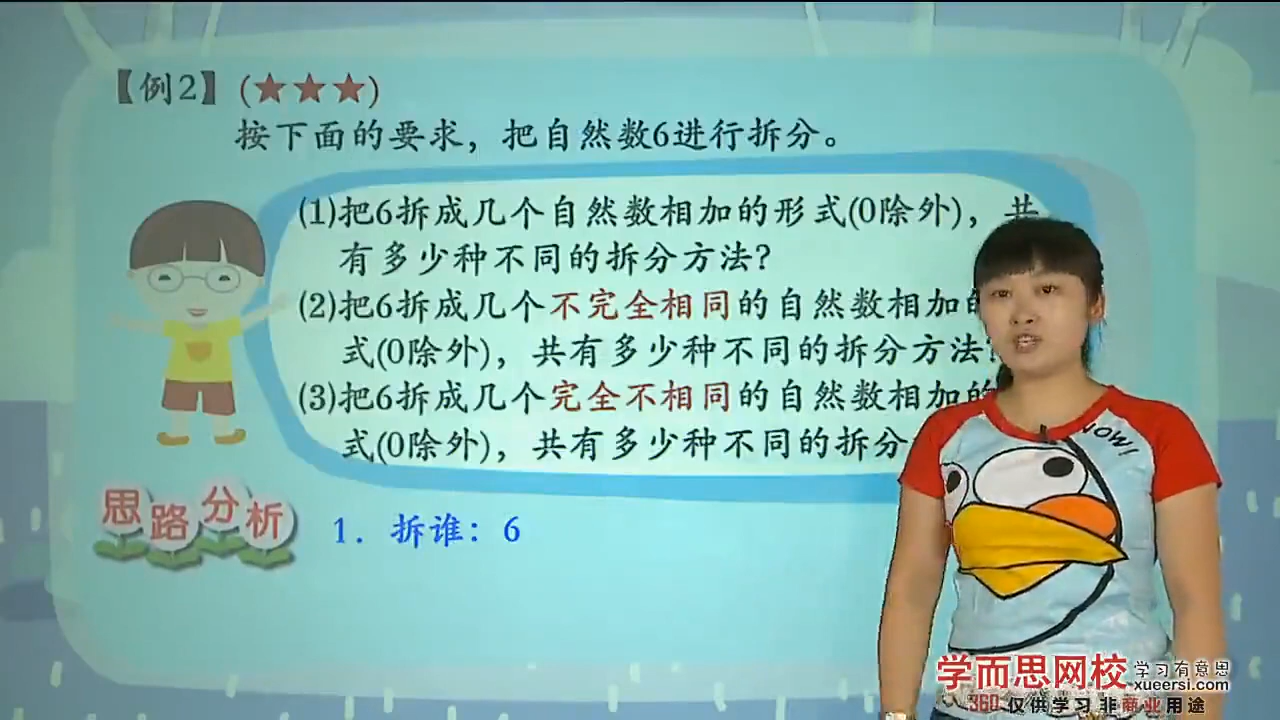 【例2】(★★★)
按下面的要求，把自然数6进行拆分。
(1)把6拆成几个自然数相加的形式(0除外)，共
有多少种不同的拆分方法？
(2)把6拆成几个不完全相同的自然数相加的
式(0除外)，共有多少种不同的拆分方法？
(3)把6拆成几个完全不相同的自然数相加的
式(0除外)，共有多少种不同的拆分
思路分析
1. 拆谁：6
NOW!
学而思网校
学习有意思
xueersi.com
360 仅供学习 非商业用途